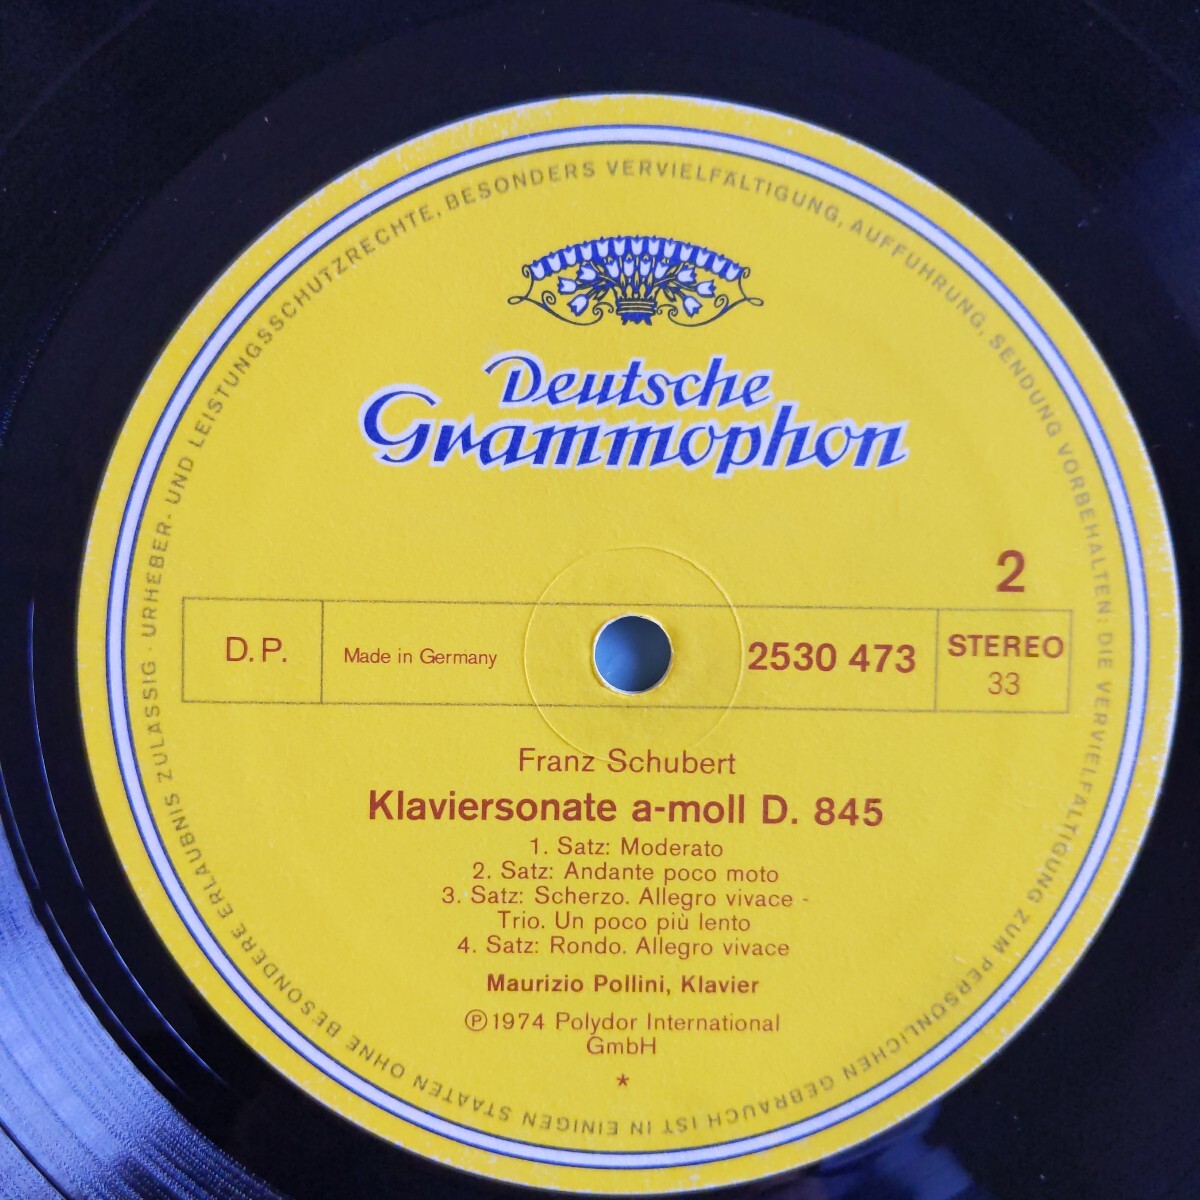 URHEBER- UND LEISTUNGSSCHUTZRECHTE, BESONDERS VERVIELFÄLTIGUNG, AUFFÜHRUNG, SENDUNG VORBEHALTEN; DIE VERVIELFÄLTIGUNG ZUM PERSÖNLICHEN GEBRAUCH IST IN EINIGEN STAATEN OHNE BESONDERE ERLAUBNIS ZULÄSSIG ·
Deutsche
Grammophon
2
D.P.
Made in Germany
2530 473
STEREO
33
Franz Schubert
Klaviersonate a-moll D. 845
1. Satz: Moderato
2. Satz: Andante poco moto
3. Satz: Scherzo. Allegro vivace -
Trio. Un poco più lento
4. Satz: Rondo. Allegro vivace
Maurizio Pollini, Klavier
℗1974 Polydor International
GmbH
*